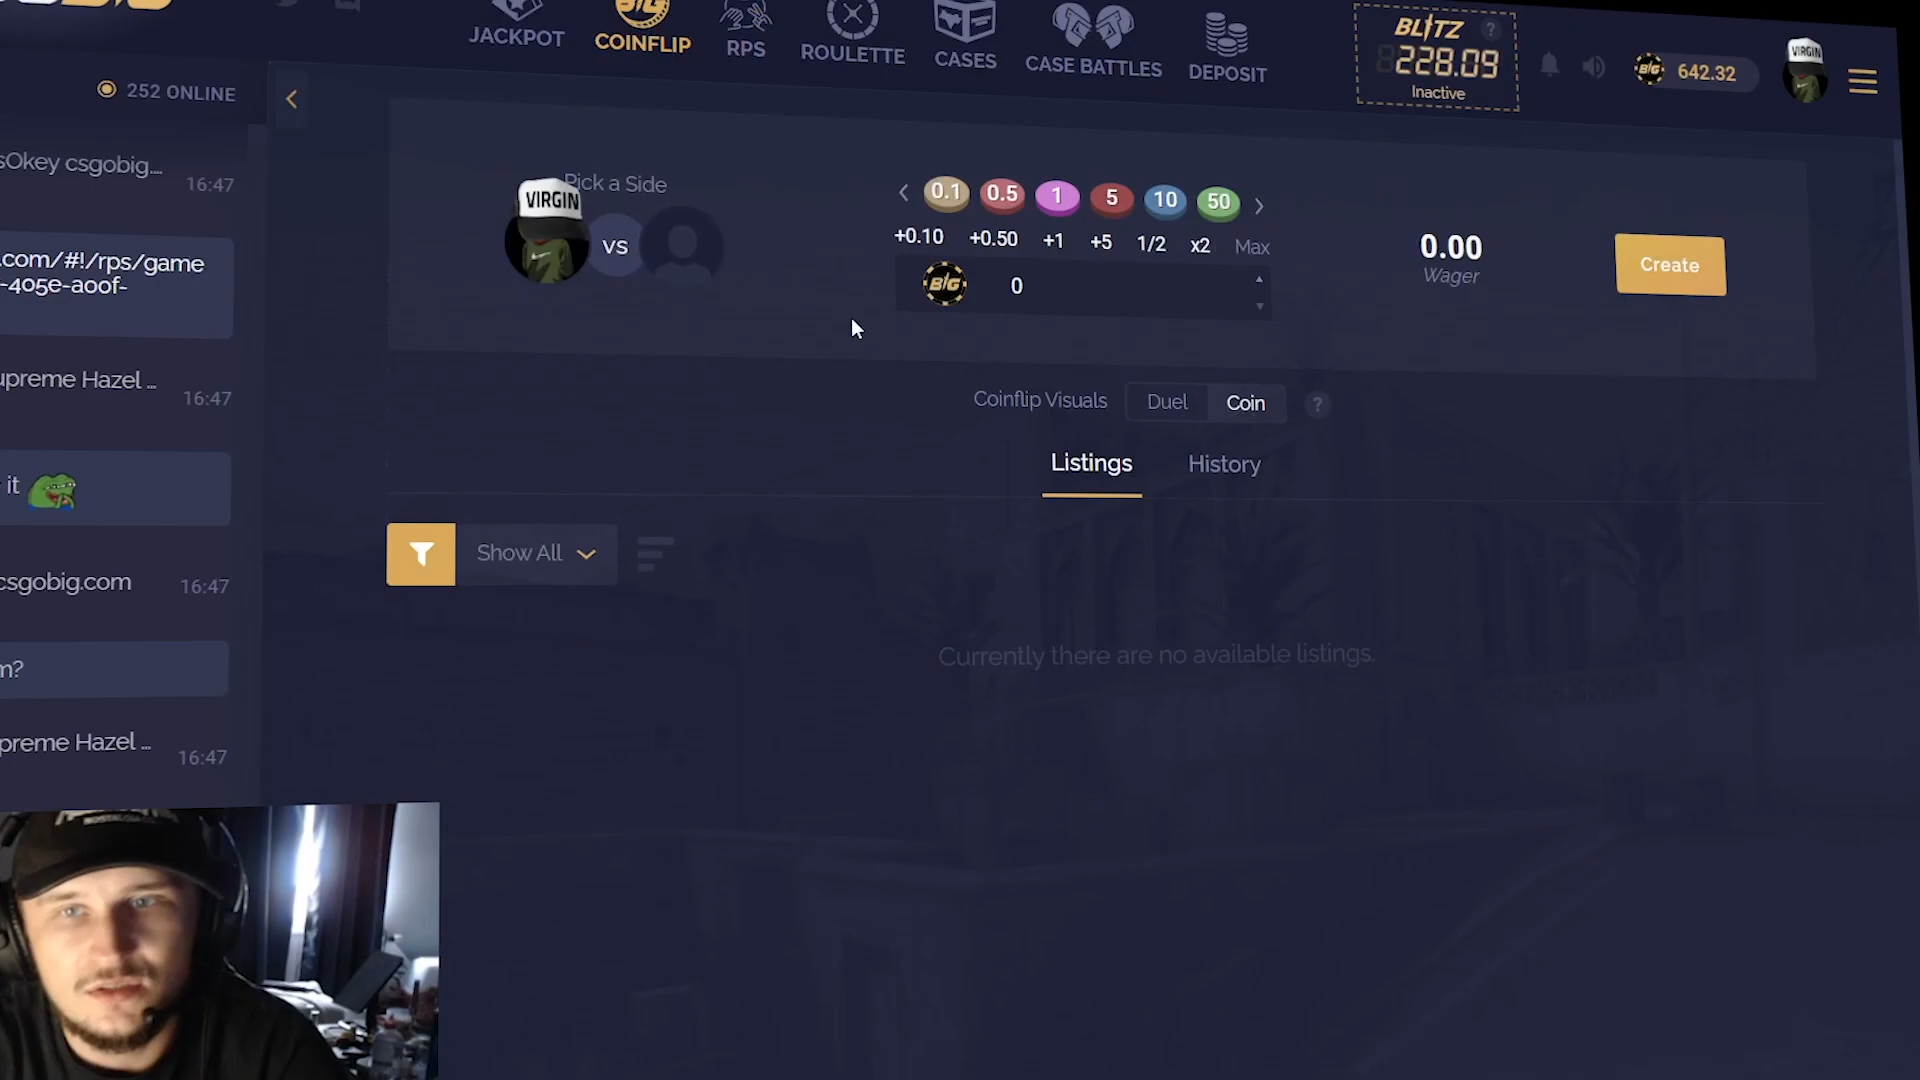 JACKPOT
COINFLIP
RPS
ROULETTE
CASES
CASE BATTLES
DEPOSIT
BLITZ ?
228.09
Inactive
BIG 642.32
VIRGIN
252 ONLINE
sOkey csgobig....
16:47
.com/#!/rps/game
-405e-a00f-
upreme Hazel ...
16:47
it
csgobig.com
16:47
m?
preme Hazel ...
16:47
Pick a Side
VIRGIN
vs
0.1 0.5 1 5 10 50
+0.10 +0.50 +1 +5 1/2 x2 Max
BIG 0
0.00
Wager
Create
Coinflip Visuals Duel Coin ?
Listings History
Show All
Currently there are no available listings.